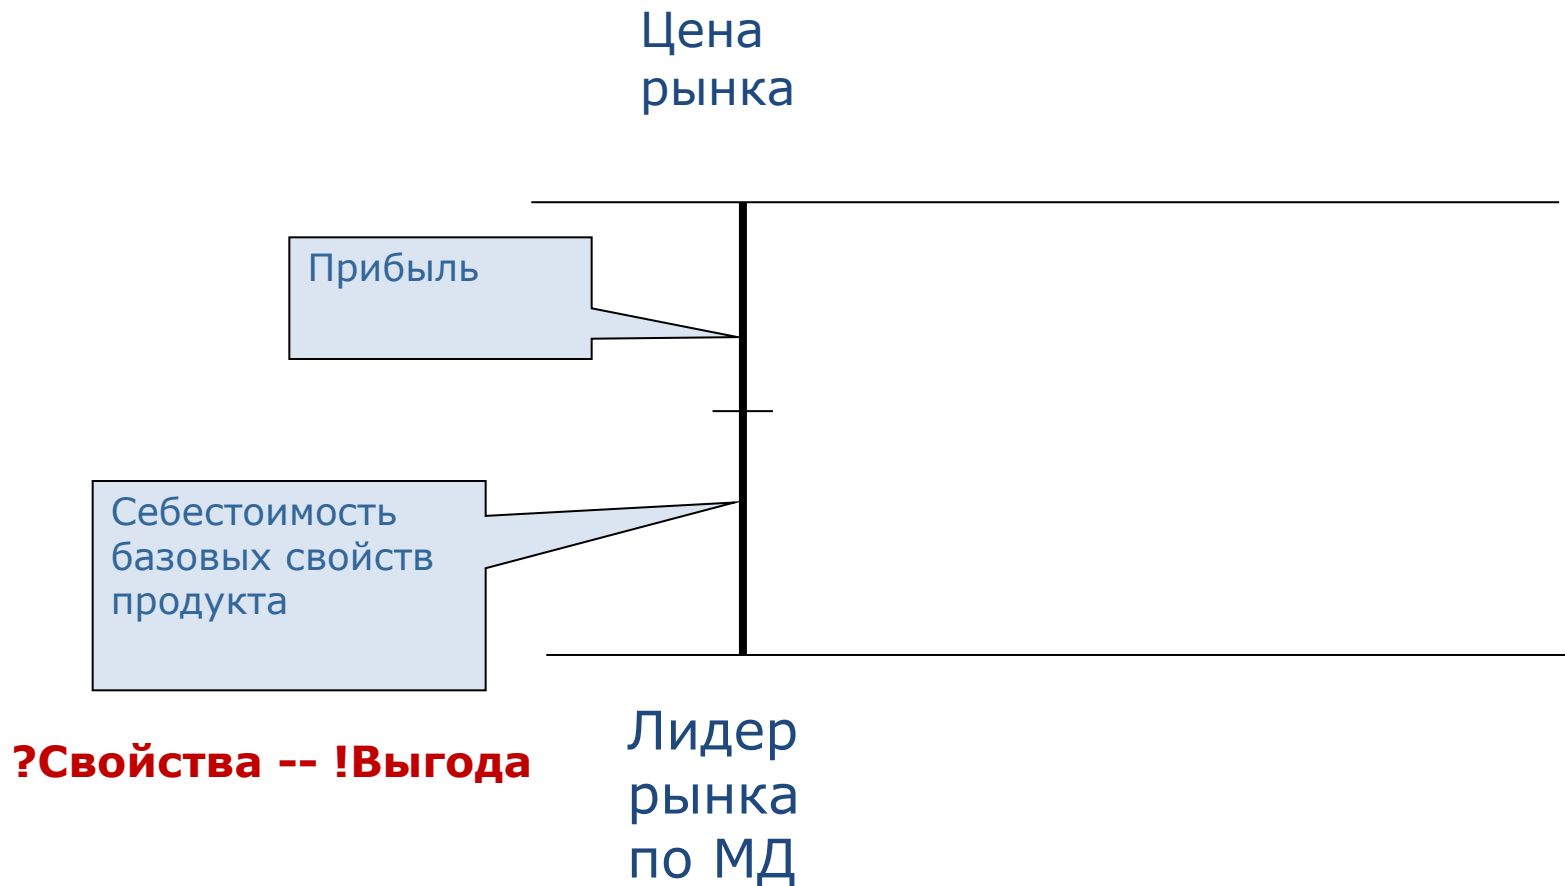 Цена
рынка
Прибыль
Себестоимость
базовых свойств
продукта
?Свойства -- !Выгода
Лидер
рынка
по МД